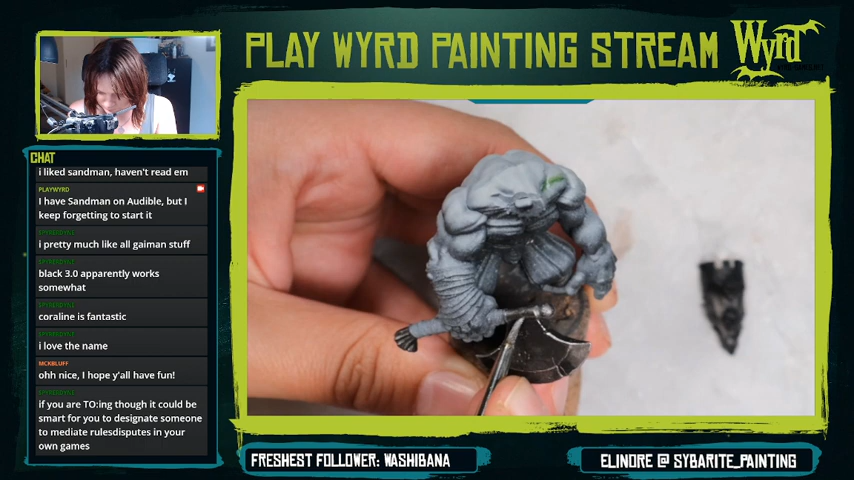 PLAY WYRD PAINTING STREAM
Wyrd
CHAT
i liked sandman, haven't read em
PLAYWYRD
I have Sandman on Audible, but I
keep forgetting to start it
i pretty much like all gaiman stuff
black 3.0 apparently works
somewhat
coraline is fantastic
i love the name
MCKBLUFF
ohh nice, I hope y'all have fun!
if you are TO:ing though it could be
smart for you to designate someone
to mediate rulesdisputes in your
own games
FRESHEST FOLLOWER: WASHIBANA
ELINORE @ SYBARITE_PAINTING